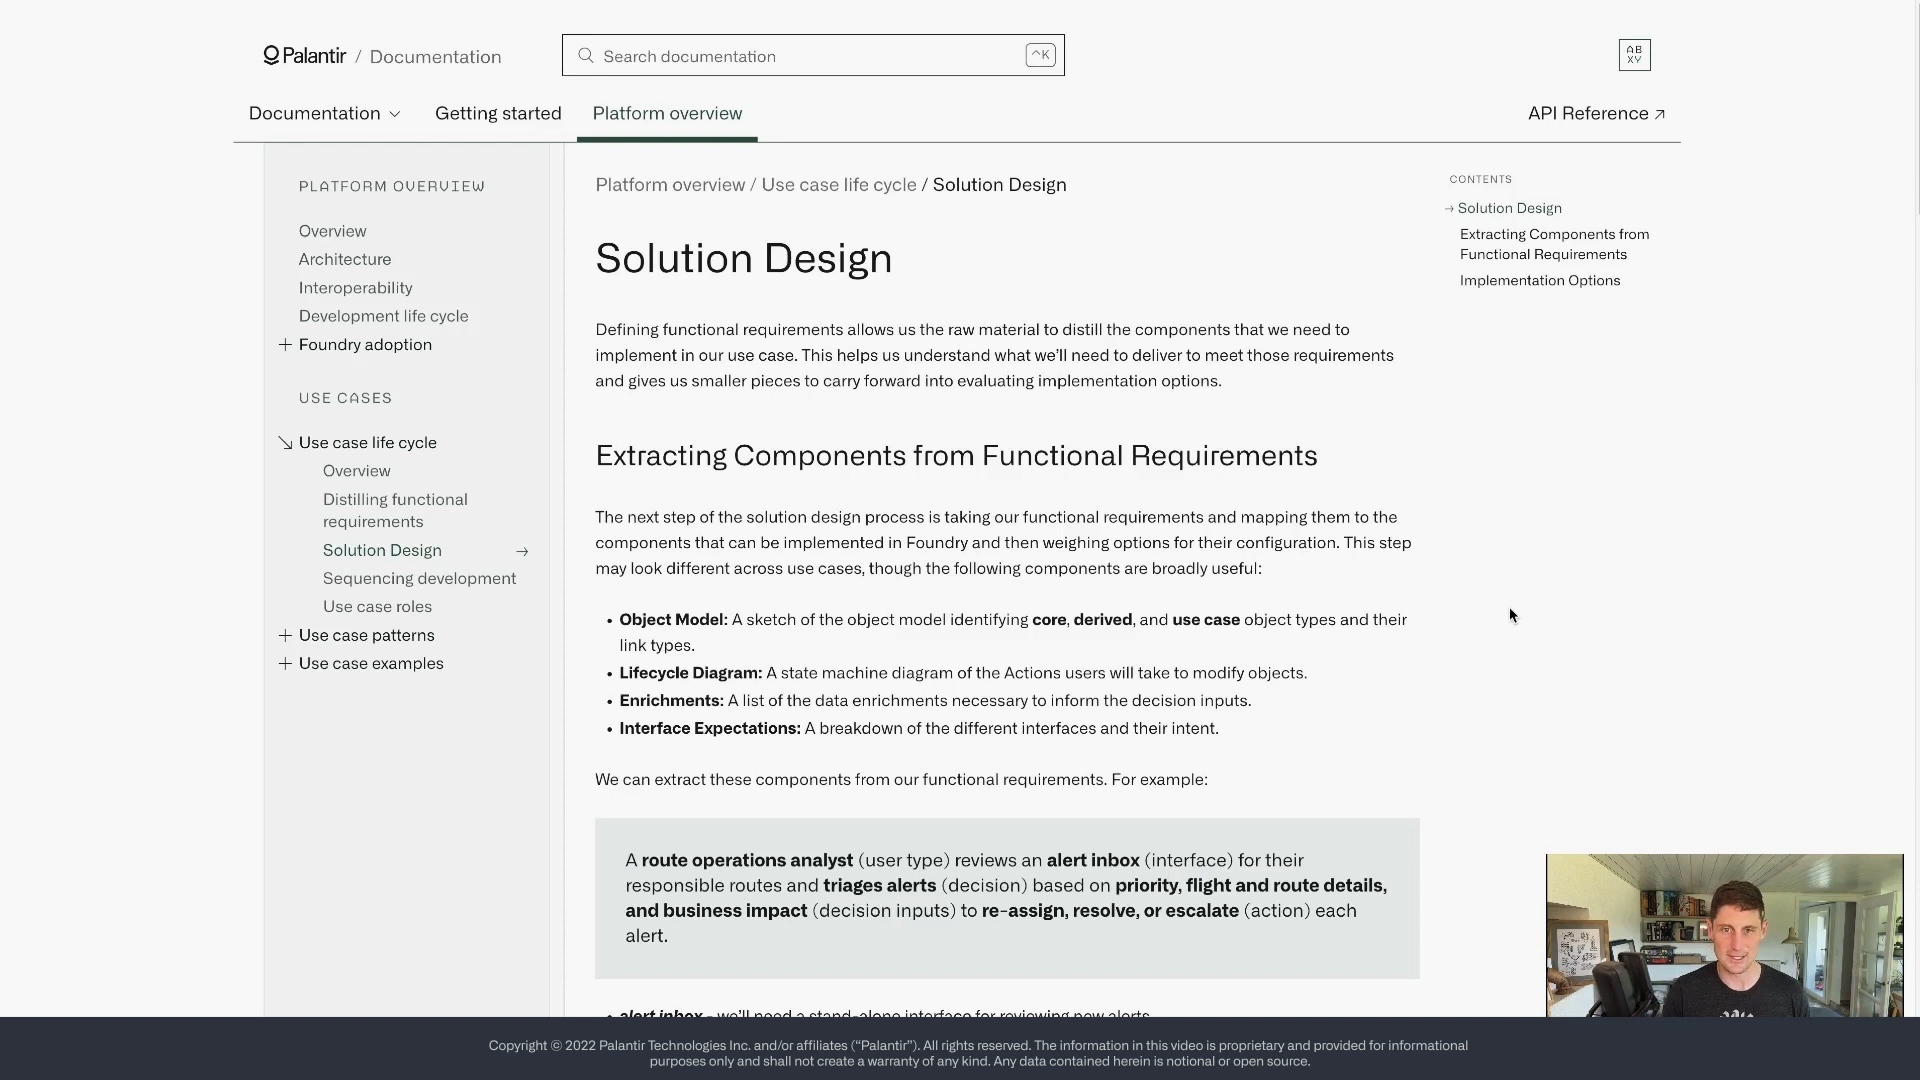 Palantir / Documentation
Search documentation
^K
AB
XY
Documentation
Getting started
Platform overview
API Reference
PLATFORM OVERVIEW
Overview
Architecture
Interoperability
Development life cycle
Foundry adoption
USE CASES
Use case life cycle
Overview
Distilling functional
requirements
Solution Design
Sequencing development
Use case roles
Use case patterns
Use case examples
Platform overview / Use case life cycle / Solution Design
Solution Design
Defining functional requirements allows us the raw material to distill the components that we need to
implement in our use case. This helps us understand what we’ll need to deliver to meet those requirements
and gives us smaller pieces to carry forward into evaluating implementation options.
Extracting Components from Functional Requirements
The next step of the solution design process is taking our functional requirements and mapping them to the
components that can be implemented in Foundry and then weighing options for their configuration. This step
may look different across use cases, though the following components are broadly useful:
• Object Model: A sketch of the object model identifying core, derived, and use case object types and their
link types.
• Lifecycle Diagram: A state machine diagram of the Actions users will take to modify objects.
• Enrichments: A list of the data enrichments necessary to inform the decision inputs.
• Interface Expectations: A breakdown of the different interfaces and their intent.
We can extract these components from our functional requirements. For example:
A route operations analyst (user type) reviews an alert inbox (interface) for their
responsible routes and triages alerts (decision) based on priority, flight and route details,
and business impact (decision inputs) to re-assign, resolve, or escalate (action) each
alert.
• alert inbox - we’ll need a stand-alone interface for reviewing new alerts
CONTENTS
Solution Design
Extracting Components from
Functional Requirements
Implementation Options
Copyright © 2022 Palantir Technologies Inc. and/or affiliates (“Palantir”). All rights reserved. The information in this video is proprietary and provided for informational
purposes only and shall not create a warranty of any kind. Any data contained herein is notional or open source.